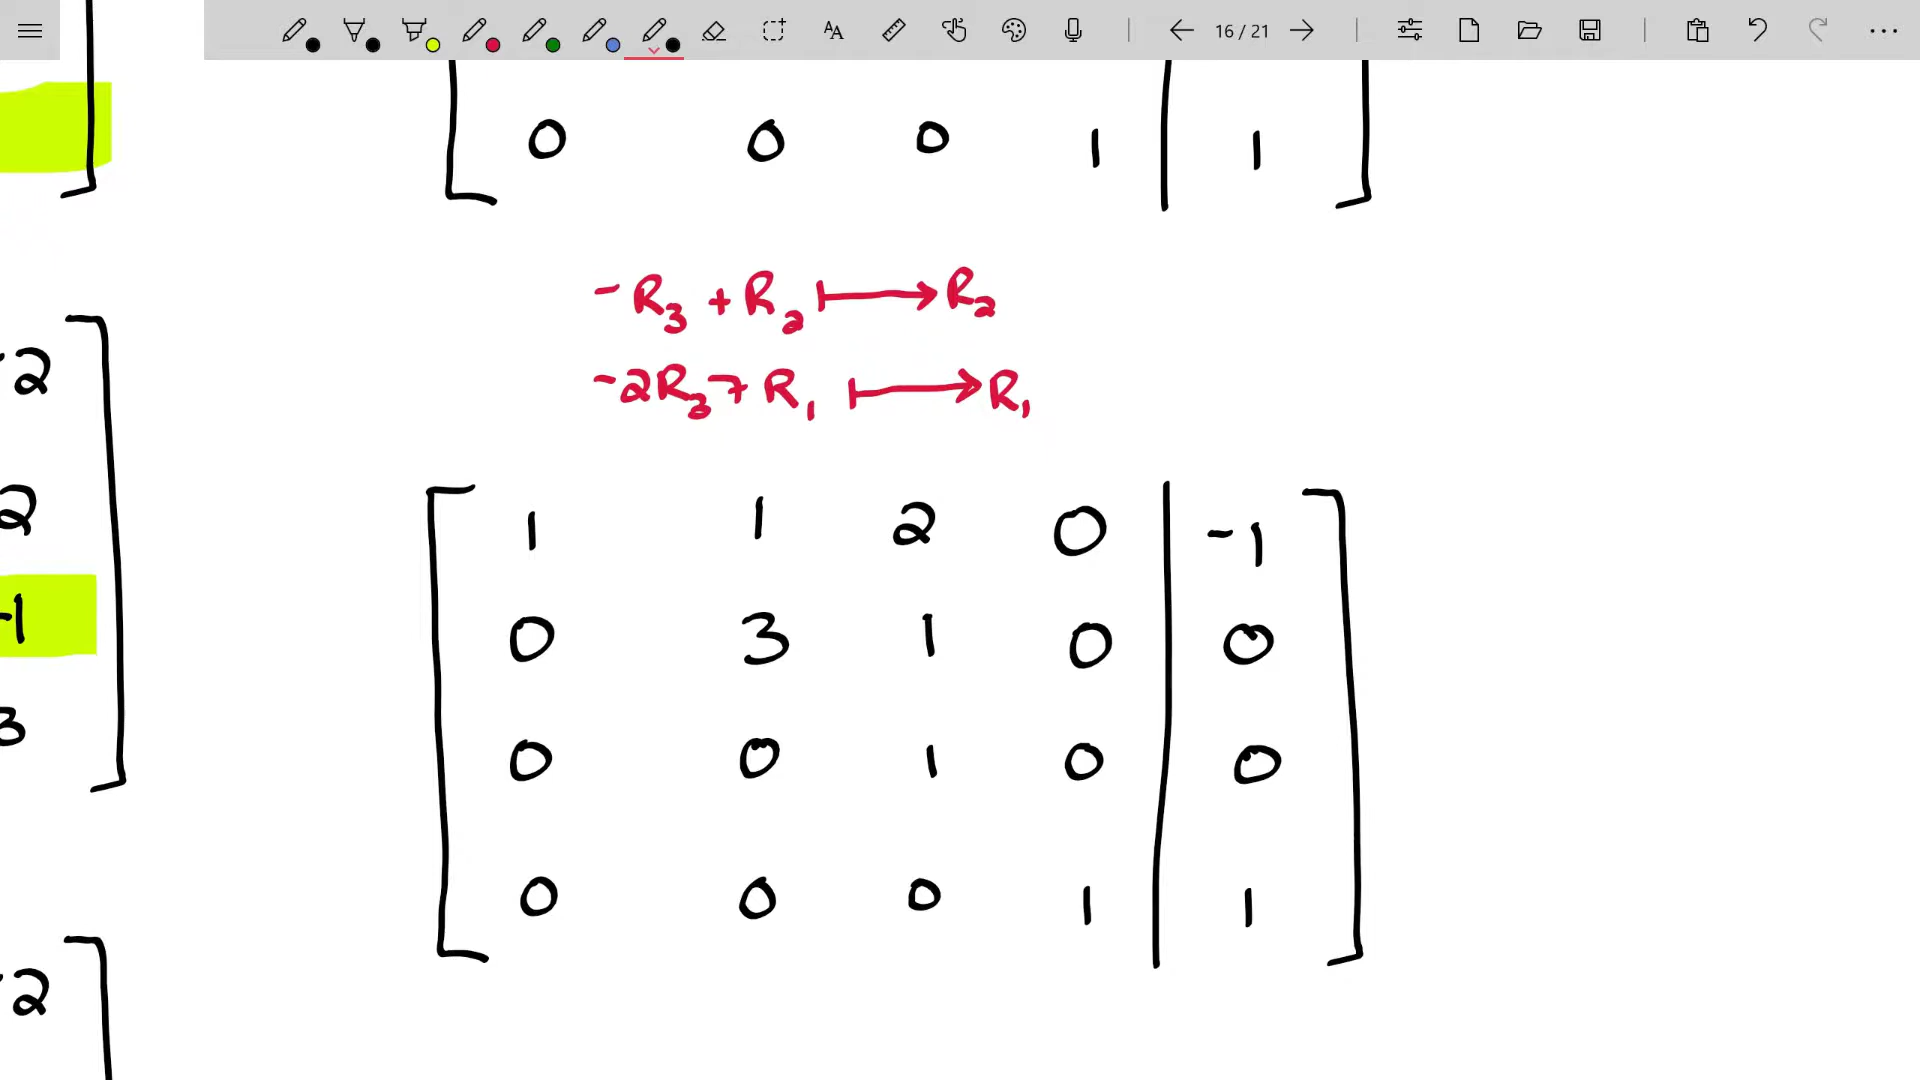 16 / 21
0 0 0 1 | 1
-R₃ + R₂ ↦ R₂
-2R₃ + R₁ ↦ R₁
-2
2
-1
3
1 1 2 0 | -1
0 3 1 0 | 0
0 0 1 0 | 0
0 0 0 1 | 1
-2